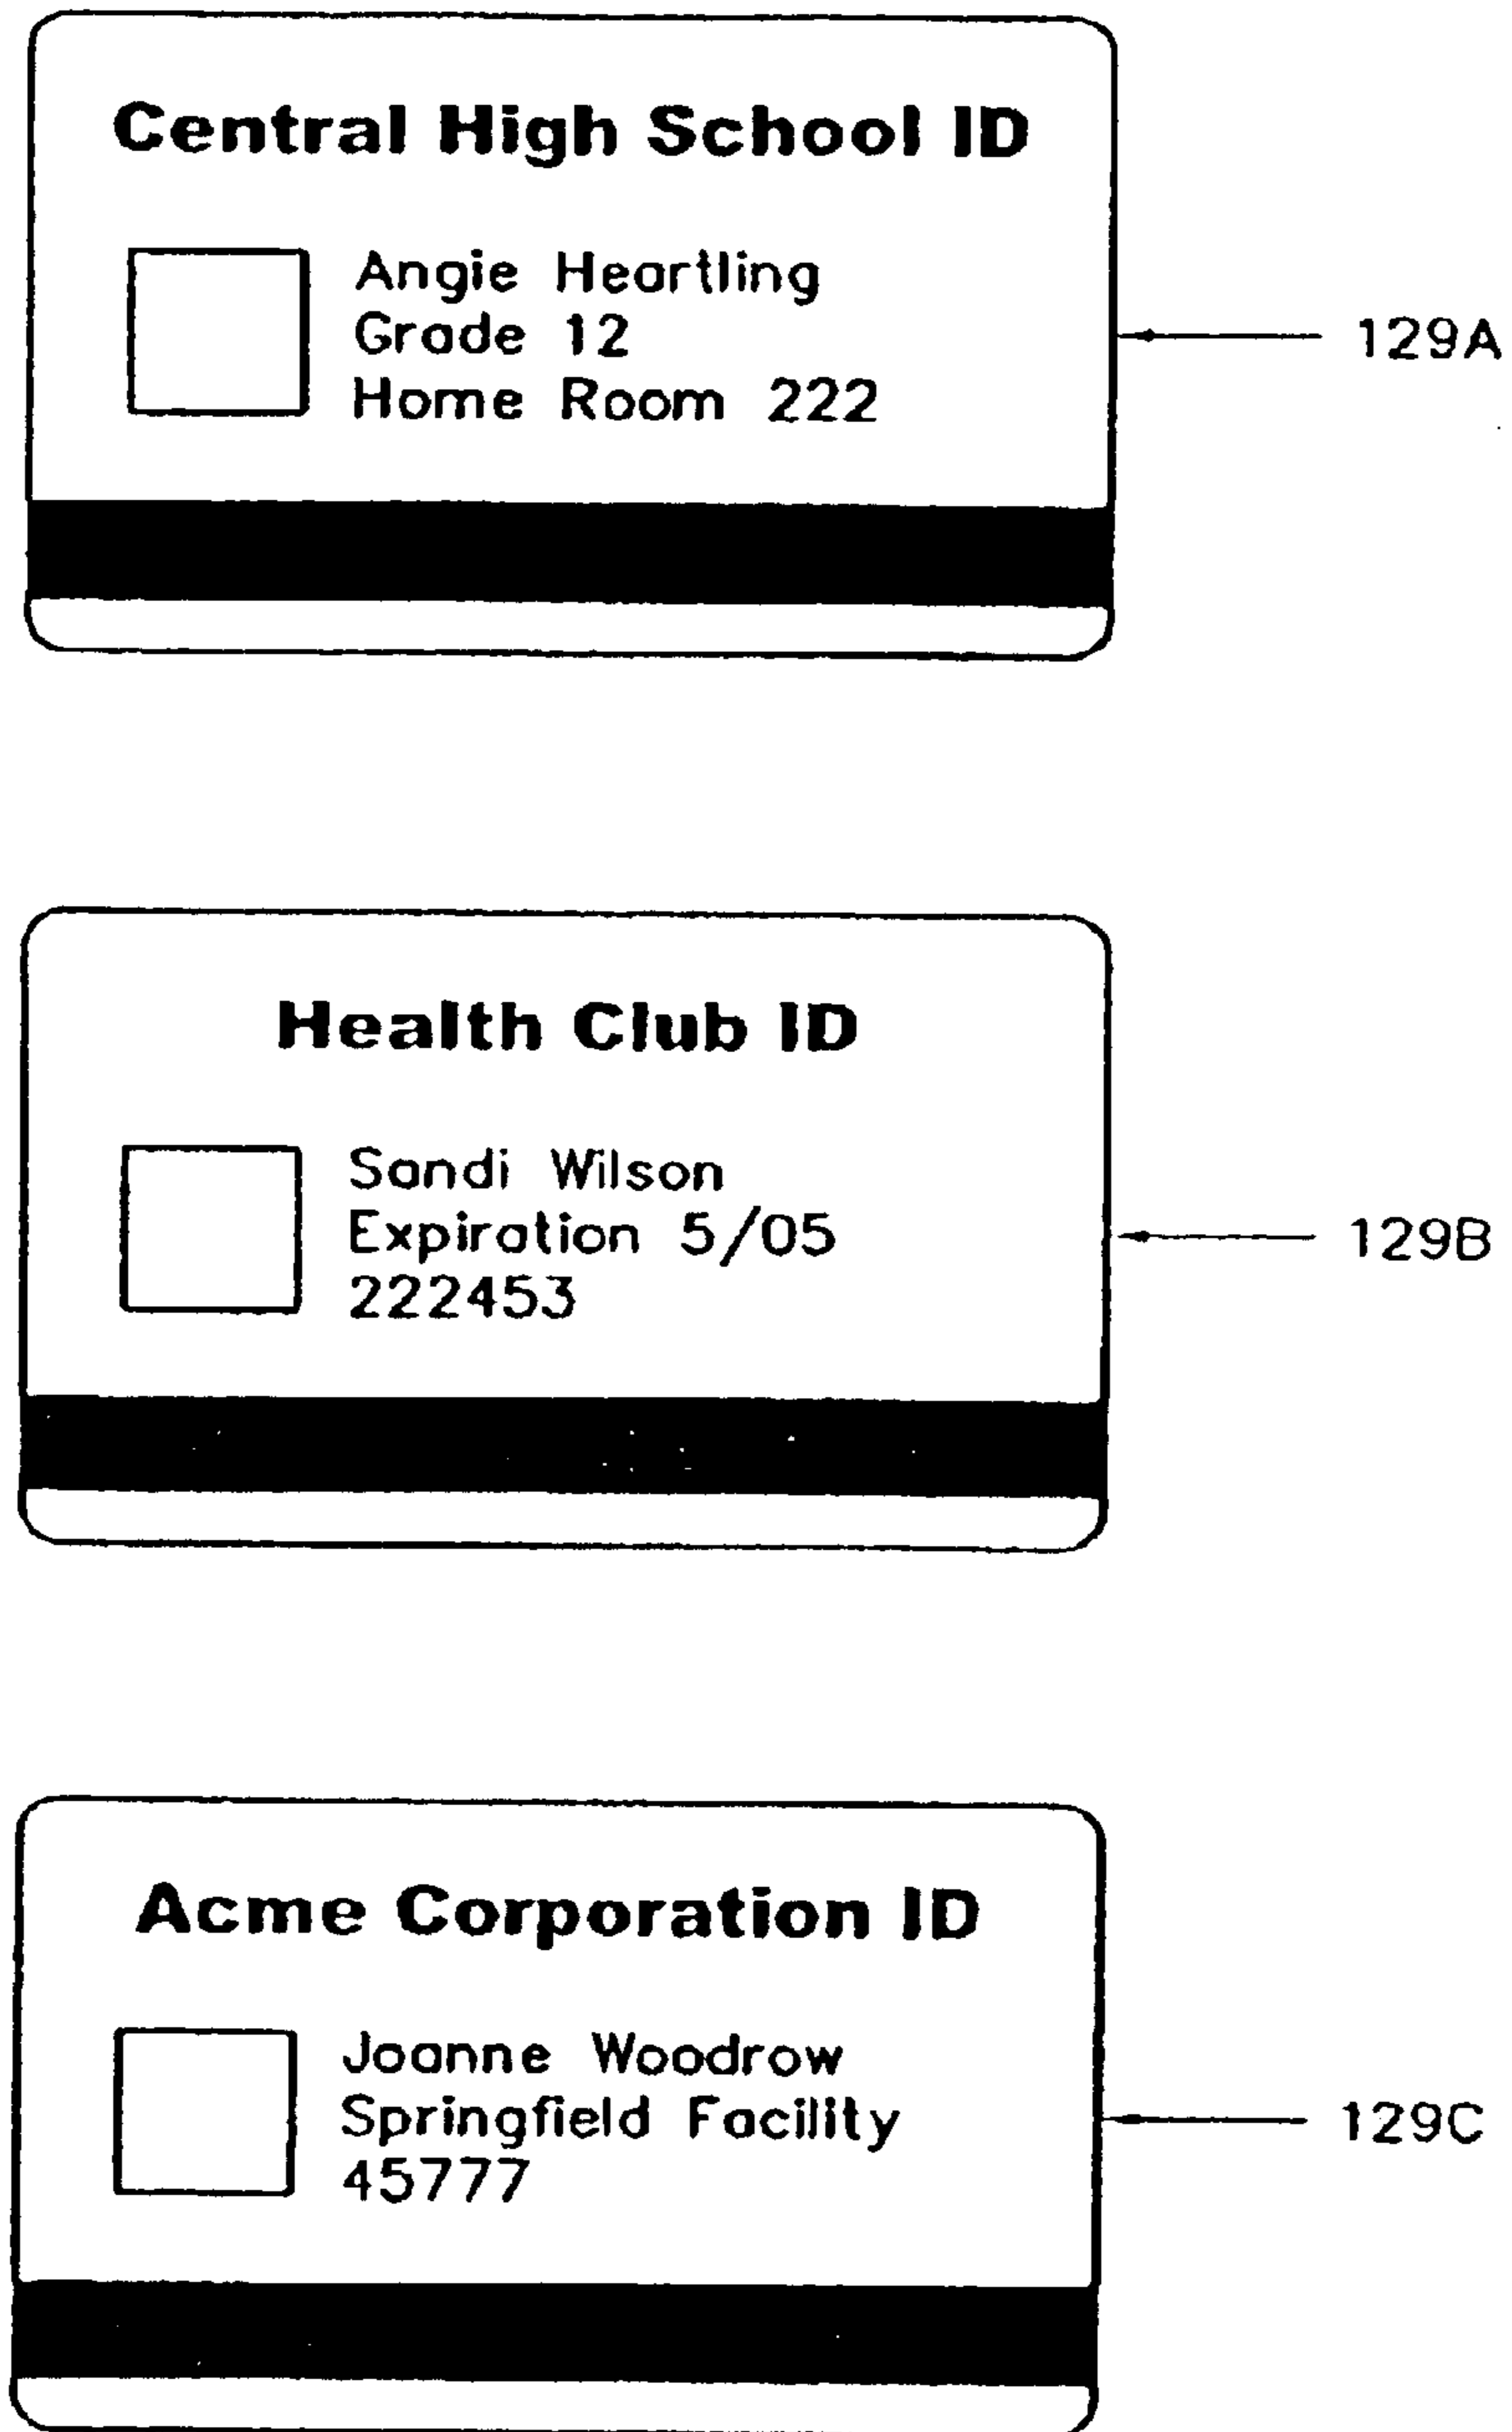 Central High School ID
Angie Heartling
Grade 12
Home Room 222
129A
Health Club ID
Sandi Wilson
Expiration 5/05
222453
129B
Acme Corporation ID
Joanne Woodrow
Springfield Facility
45777
129C